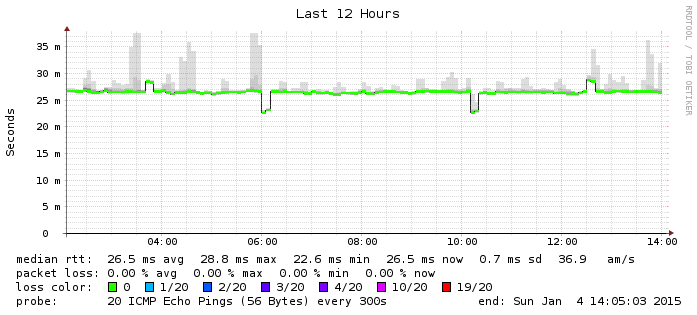 Last 12 Hours
RRDTOOL / TOBI OETIKER
Seconds
35 m
30 m
25 m
20 m
15 m
10 m
5 m
0
04:00 06:00 08:00 10:00 12:00 14:00
median rtt: 26.5 ms avg 28.8 ms max 22.6 ms min 26.5 ms now 0.7 ms sd 36.9 am/s
packet loss: 0.00 % avg 0.00 % max 0.00 % min 0.00 % now
loss color: 0 1/20 2/20 3/20 4/20 10/20 19/20
probe: 20 ICMP Echo Pings (56 Bytes) every 300s end: Sun Jan 4 14:05:03 2015